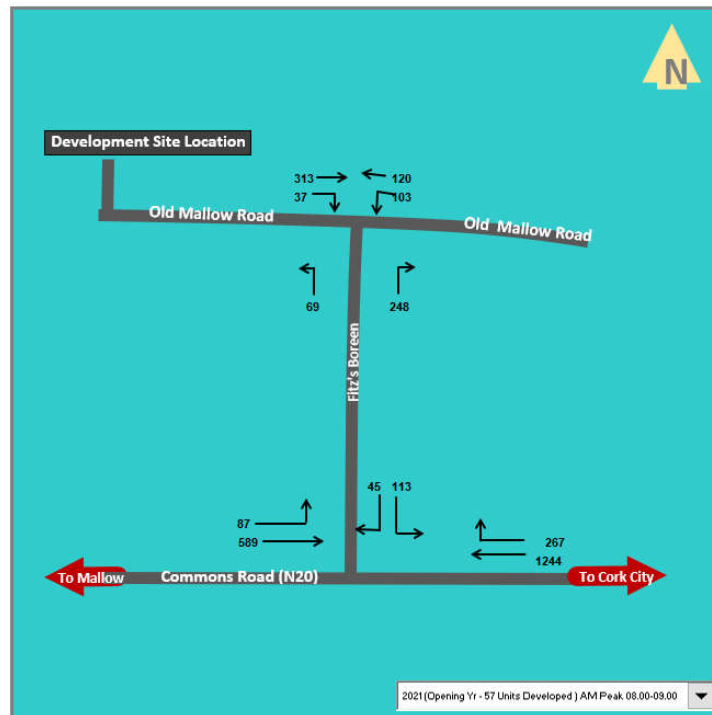 N
Development Site Location
313 120
37 103
Old Mallow Road Old Mallow Road
69 248
Fitz's Boreen
45 113
87
589
267
1244
To Mallow Commons Road (N20) To Cork City
2021(Opening Yr - 57 Units Developed ) AM Peak 08.00-09.00